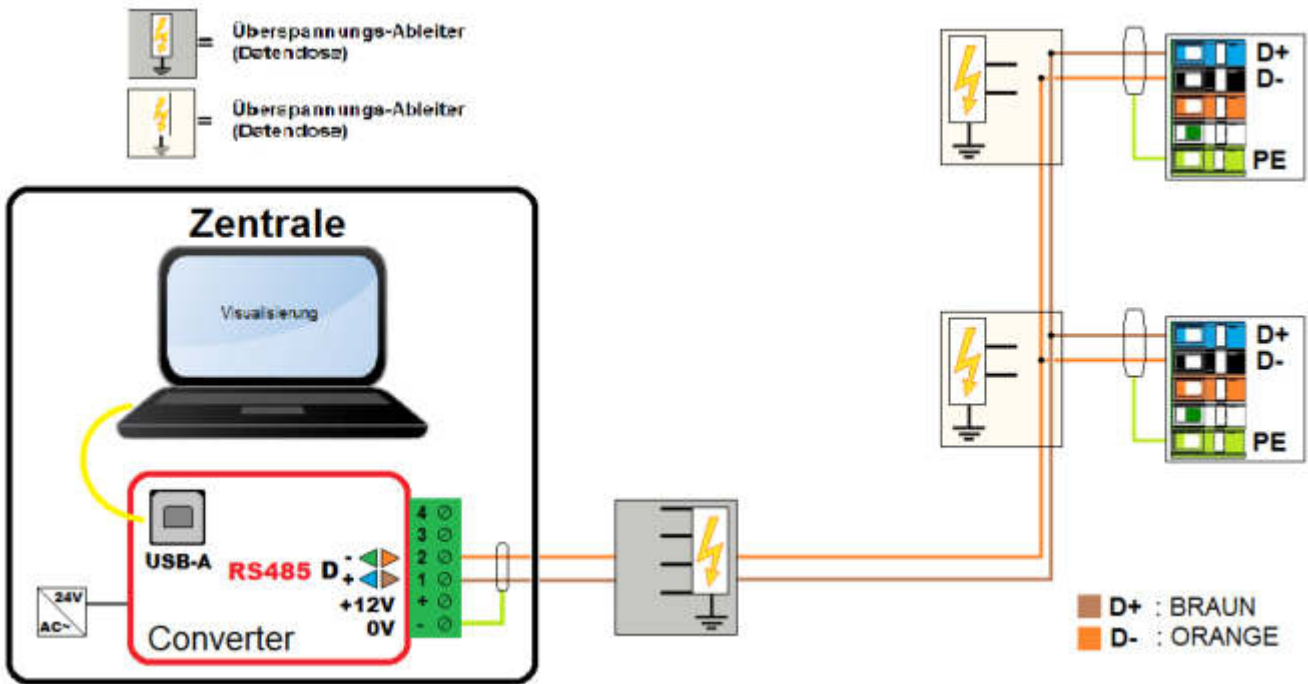 = Überspannungs-Ableiter
(Datendose)
= Überspannungs-Ableiter
(Datendose)
Zentrale
Visualisierung
USB-A
RS485 D - +
+12V
0V
4
3
2
1
+
-
24V
AC~
Converter
D+
D-
PE
D+
D-
PE
D+ : BRAUN
D- : ORANGE